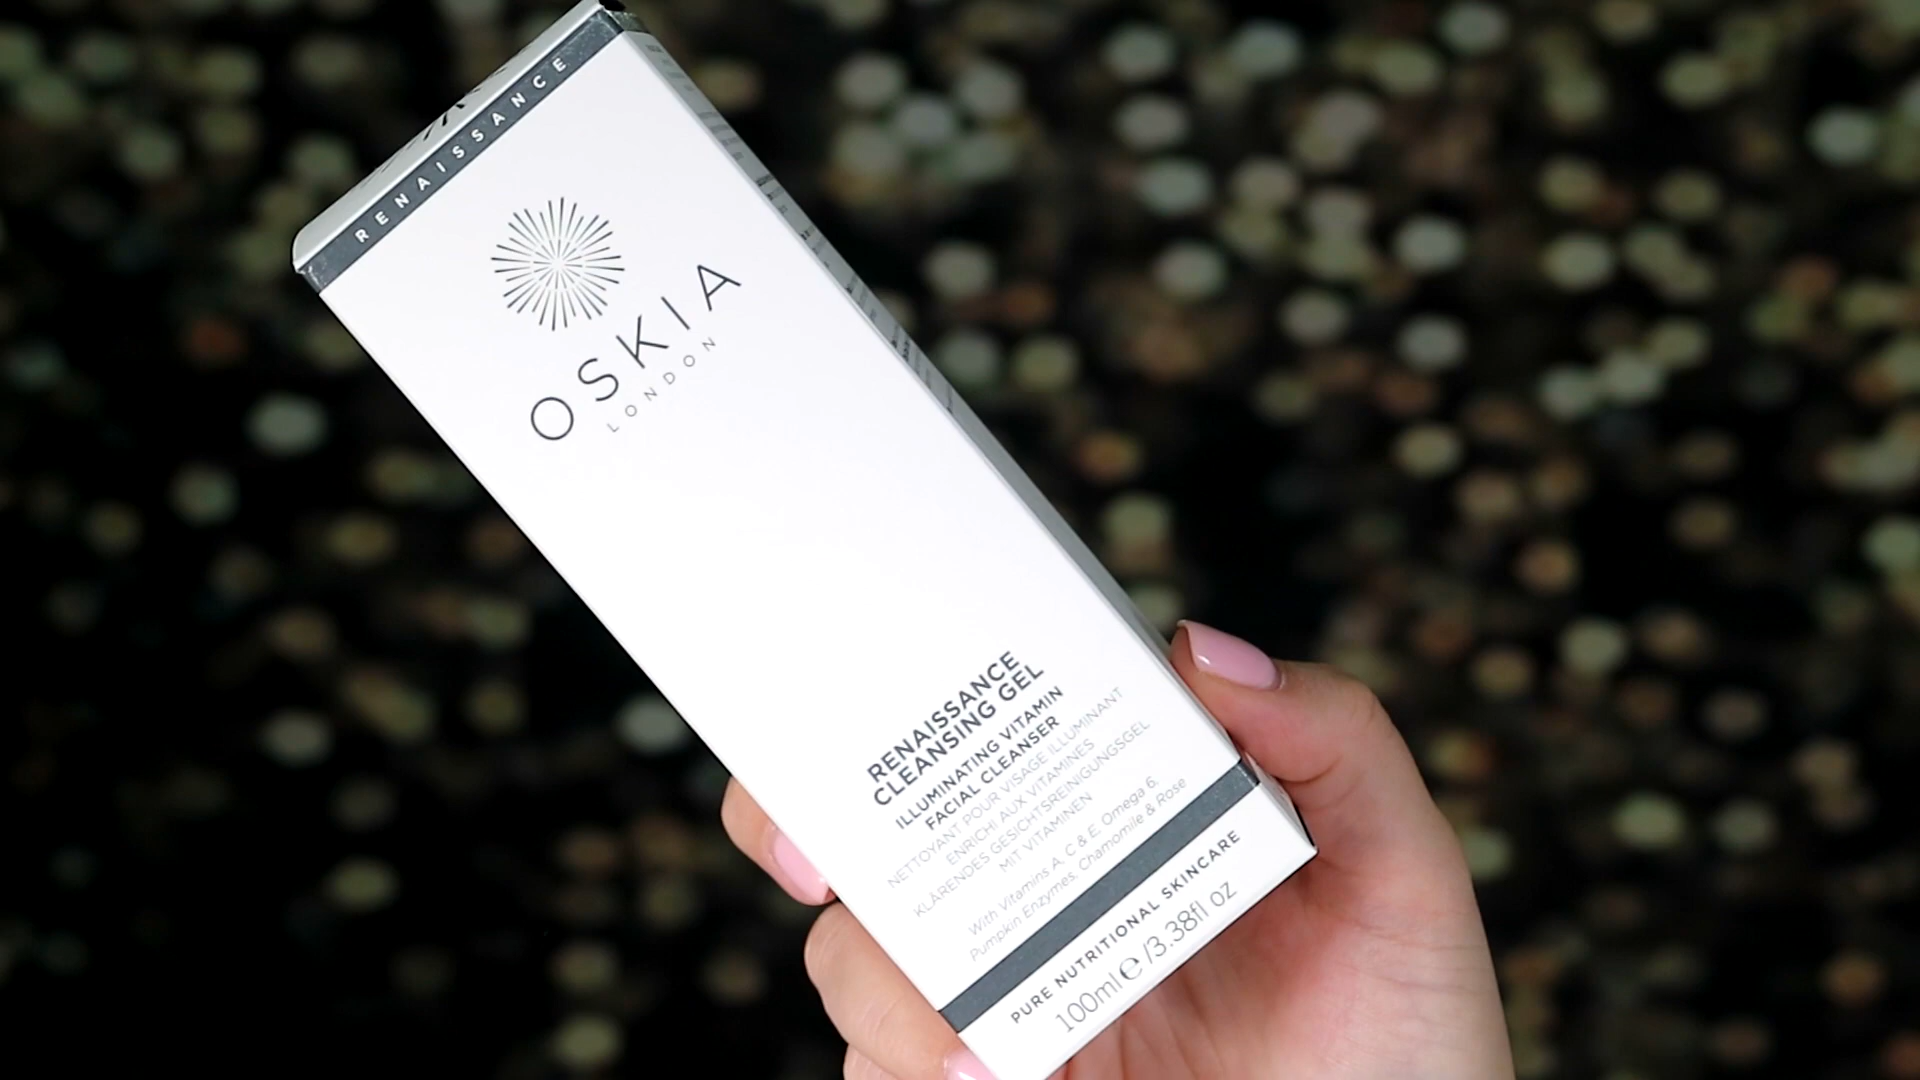 RENAISSANCE
OSKIA
LONDON
RENAISSANCE
CLEANSING GEL
ILLUMINATING VITAMIN
FACIAL CLEANSER
NETTOYANT POUR VISAGE ILLUMINANT
ENRICHI AUX VITAMINES
KLÄRENDES GESICHTSREINIGUNGSGEL
MIT VITAMINEN
With Vitamins A, C & E, Omega 6,
Pumpkin Enzymes, Chamomile & Rose
PURE NUTRITIONAL SKINCARE
100ml ℮ /3.38fl oz